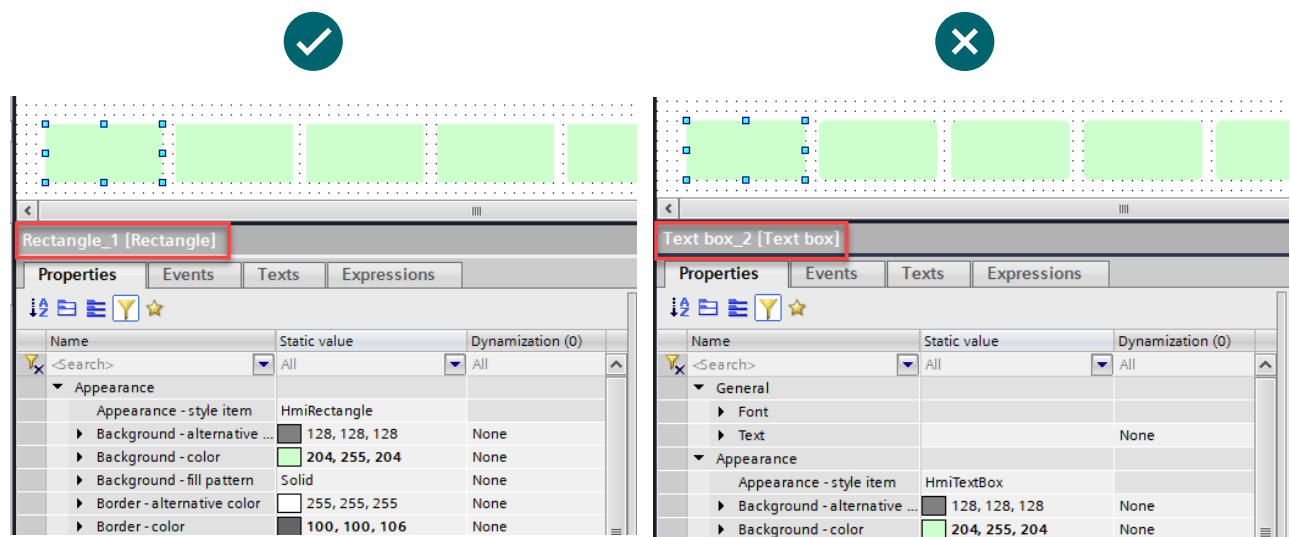 Rectangle_1 [Rectangle]
Properties Events Texts Expressions
Name Static value Dynamization (0)
<Search> All All
Appearance
Appearance - style item HmiRectangle
Background - alternative ... 128, 128, 128 None
Background - color 204, 255, 204 None
Background - fill pattern Solid None
Border - alternative color 255, 255, 255 None
Border - color 100, 100, 106 None
Text box_2 [Text box]
Properties Events Texts Expressions
Name Static value Dynamization (0)
<Search> All All
General
Font
Text None
Appearance
Appearance - style item HmiTextBox
Background - alternative ... 128, 128, 128 None
Background - color 204, 255, 204 None